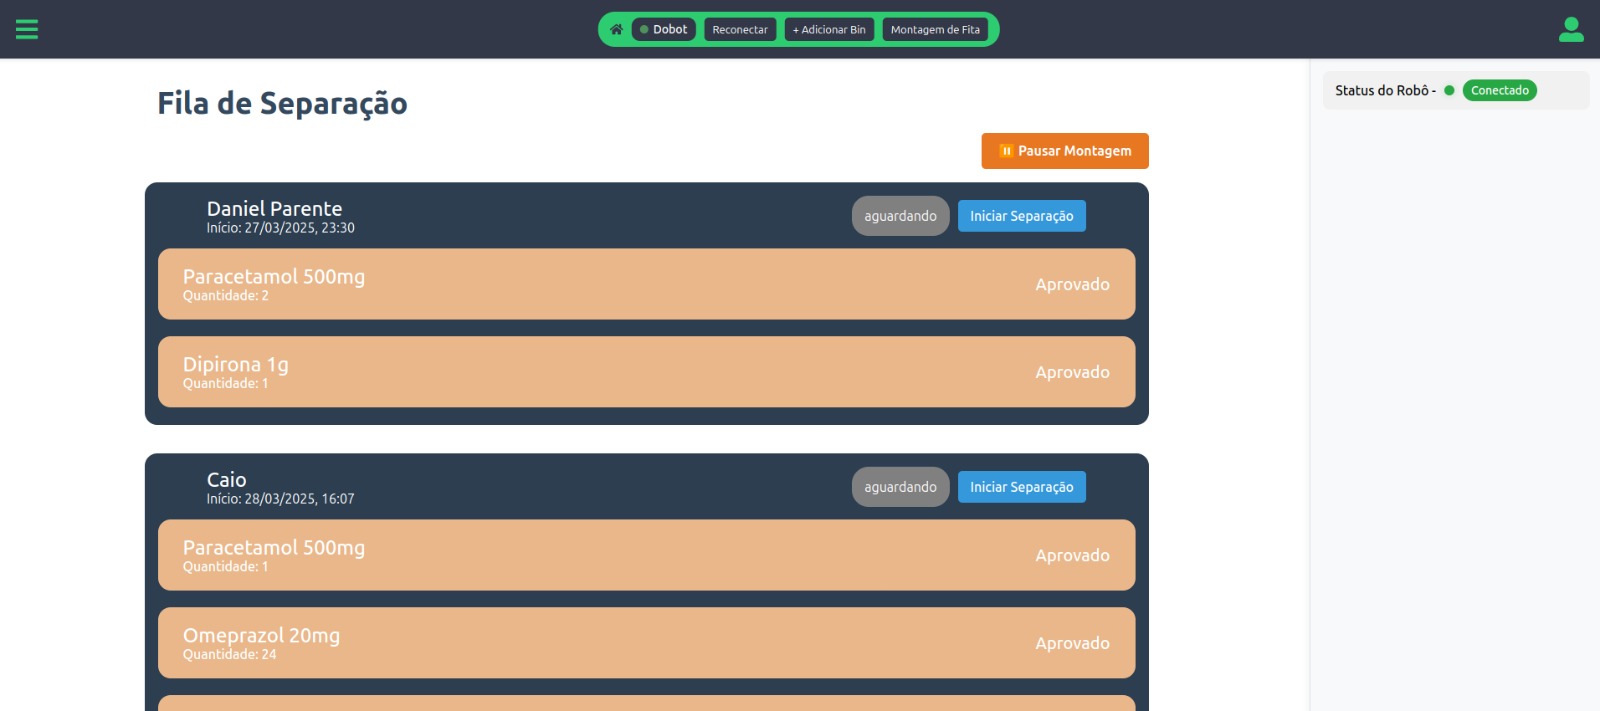 Dobot
Reconectar
+ Adicionar Bin
Montagem de Fita
Fila de Separação
Status do Robô -
Conectado
Pausar Montagem
Daniel Parente
Início: 27/03/2025, 23:30
aguardando
Iniciar Separação
Paracetamol 500mg
Quantidade: 2
Aprovado
Dipirona 1g
Quantidade: 1
Aprovado
Caio
Início: 28/03/2025, 16:07
aguardando
Iniciar Separação
Paracetamol 500mg
Quantidade: 1
Aprovado
Omeprazol 20mg
Quantidade: 24
Aprovado